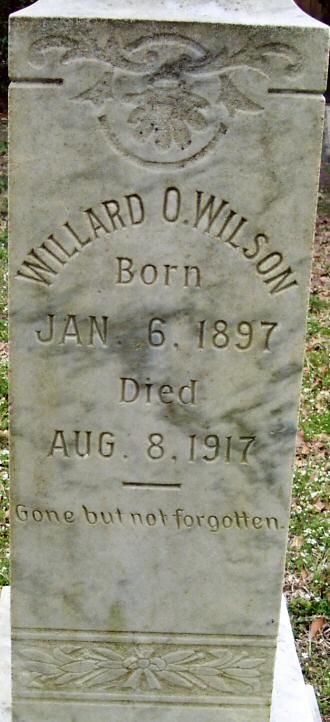 WILLARD O. WILSON
Born
JAN. 6, 1897
Died
AUG. 8, 1917
Gone but not forgotten.